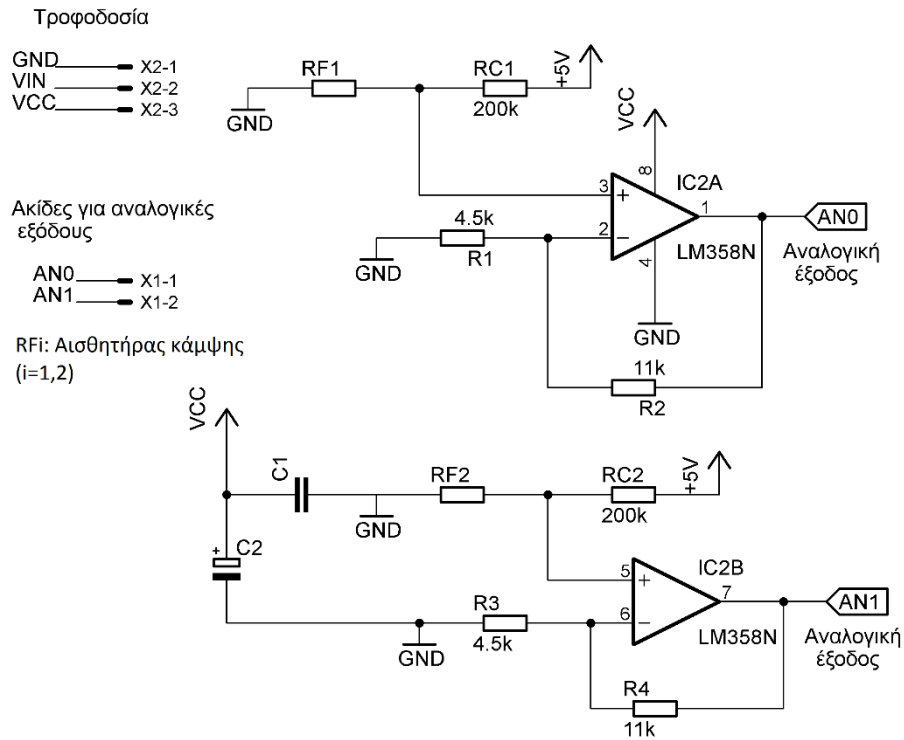 Τροφοδοσία
GND X2-1
VIN X2-2
VCC X2-3
Ακίδες για αναλογικές
εξόδους
AN0 X1-1
AN1 X1-2
RFi: Αισθητήρας κάμψης
(i=1,2)
RF1
RC1
200k
+5V
GND
VCC
8
IC2A
3
+
1
AN0
4.5k
2
−
GND
R1
4
LM358N
Αναλογική
έξοδος
GND
11k
R2
VCC
C1
RF2
RC2
200k
+5V
GND
+
C2
IC2B
5
+
7
AN1
R3
6
−
GND
4.5k
LM358N
Αναλογική
έξοδος
R4
11k